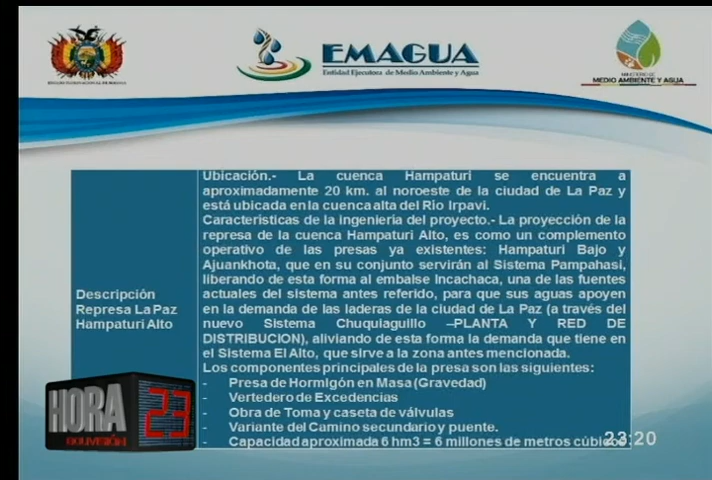 EMAGUA
Entidad Ejecutora de Medio Ambiente y Agua
MINISTERIO DE
MEDIO AMBIENTE Y AGUA
Ubicación.- La cuenca Hampaturi se encuentra a
aproximadamente 20 km. al noroeste de la ciudad de La Paz y
está ubicada en la cuenca alta del Rio Irpavi.
Características de la ingeniería del proyecto.- La proyección de la
represa de la cuenca Hampaturi Alto, es como un complemento
operativo de las presas ya existentes: Hampaturi Bajo y
Ajuankhota, que en su conjunto servirán al Sistema Pampahasi,
liberando de esta forma al embalse Incachaca, una de las fuentes
actuales del sistema antes referido, para que sus aguas apoyen
en la demanda de las laderas de la ciudad de La Paz (a través del
nuevo Sistema Chuquiaguillo –PLANTA Y RED DE
DISTRIBUCION), aliviando de esta forma la demanda que tiene en
el Sistema El Alto, que sirve a la zona antes mencionada.
Los componentes principales de la presa son las siguientes:
- Presa de Hormigón en Masa (Gravedad)
- Vertedero de Excedencias
- Obra de Toma y caseta de válvulas
- Variante del Camino secundario y puente.
- Capacidad aproximada 6 hm3 = 6 millones de metros cúbicos
Descripción
Represa La Paz
Hampaturi Alto
HORA 23
BOLIVISIÓN
23:20